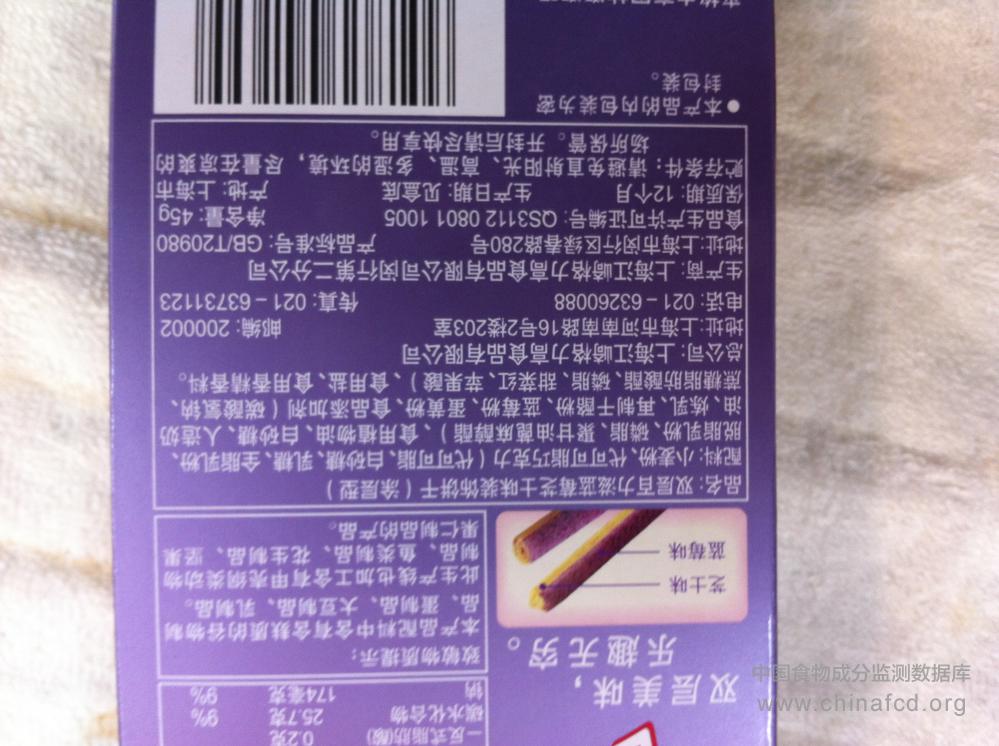 一反式脂肪(酸) 0.2克
碳水化合物 25.7克 9%
钠 174毫克 9%
双层美味，
乐趣无穷。
致敏物质提示：
本产品配料中含有含麸质的谷物制
品、蛋制品、大豆制品、乳制品。
此生产线也加工含有甲壳纲类动物
制品、鱼类制品、花生制品、坚果
果仁制品的产品。
芝士味
蓝莓味
品名: 双层百力滋蓝莓芝士味装饰饼干（涂层型）
配料: 小麦粉、代可可脂巧克力（代可可脂、白砂糖、乳糖、全脂乳粉、
脱脂乳粉、磷脂、聚甘油蓖麻醇酯）、食用植物油、白砂糖、人造奶
油、炼乳、再制干酪粉、蓝莓粉、蛋黄粉、食品添加剂（碳酸氢钠、
蔗糖脂肪酸酯、磷脂、甜菜红、苹果酸）、食用盐、食用香精香料。
总公司: 上海江崎格力高食品有限公司
地址:上海市河南南路16号2楼203室 邮编: 200002
电话: 021－63260088 传真: 021－63731123
生产商: 上海江崎格力高食品有限公司闵行第二分公司
地址:上海市闵行区绿春路280号 产品标准号: GB/T20980
食品生产许可证编号: QS3112 0801 1005 净含量: 45g
保质期: 12个月 生产日期: 见盒底 产地: 上海市
贮存条件：请避免直射阳光、高温、多湿的环境，尽量在凉爽的
场所保管。开封后请尽快享用。
●本产品的内包装为密
封包装。
中国食物成分监测数据库
www.chinafcd.org